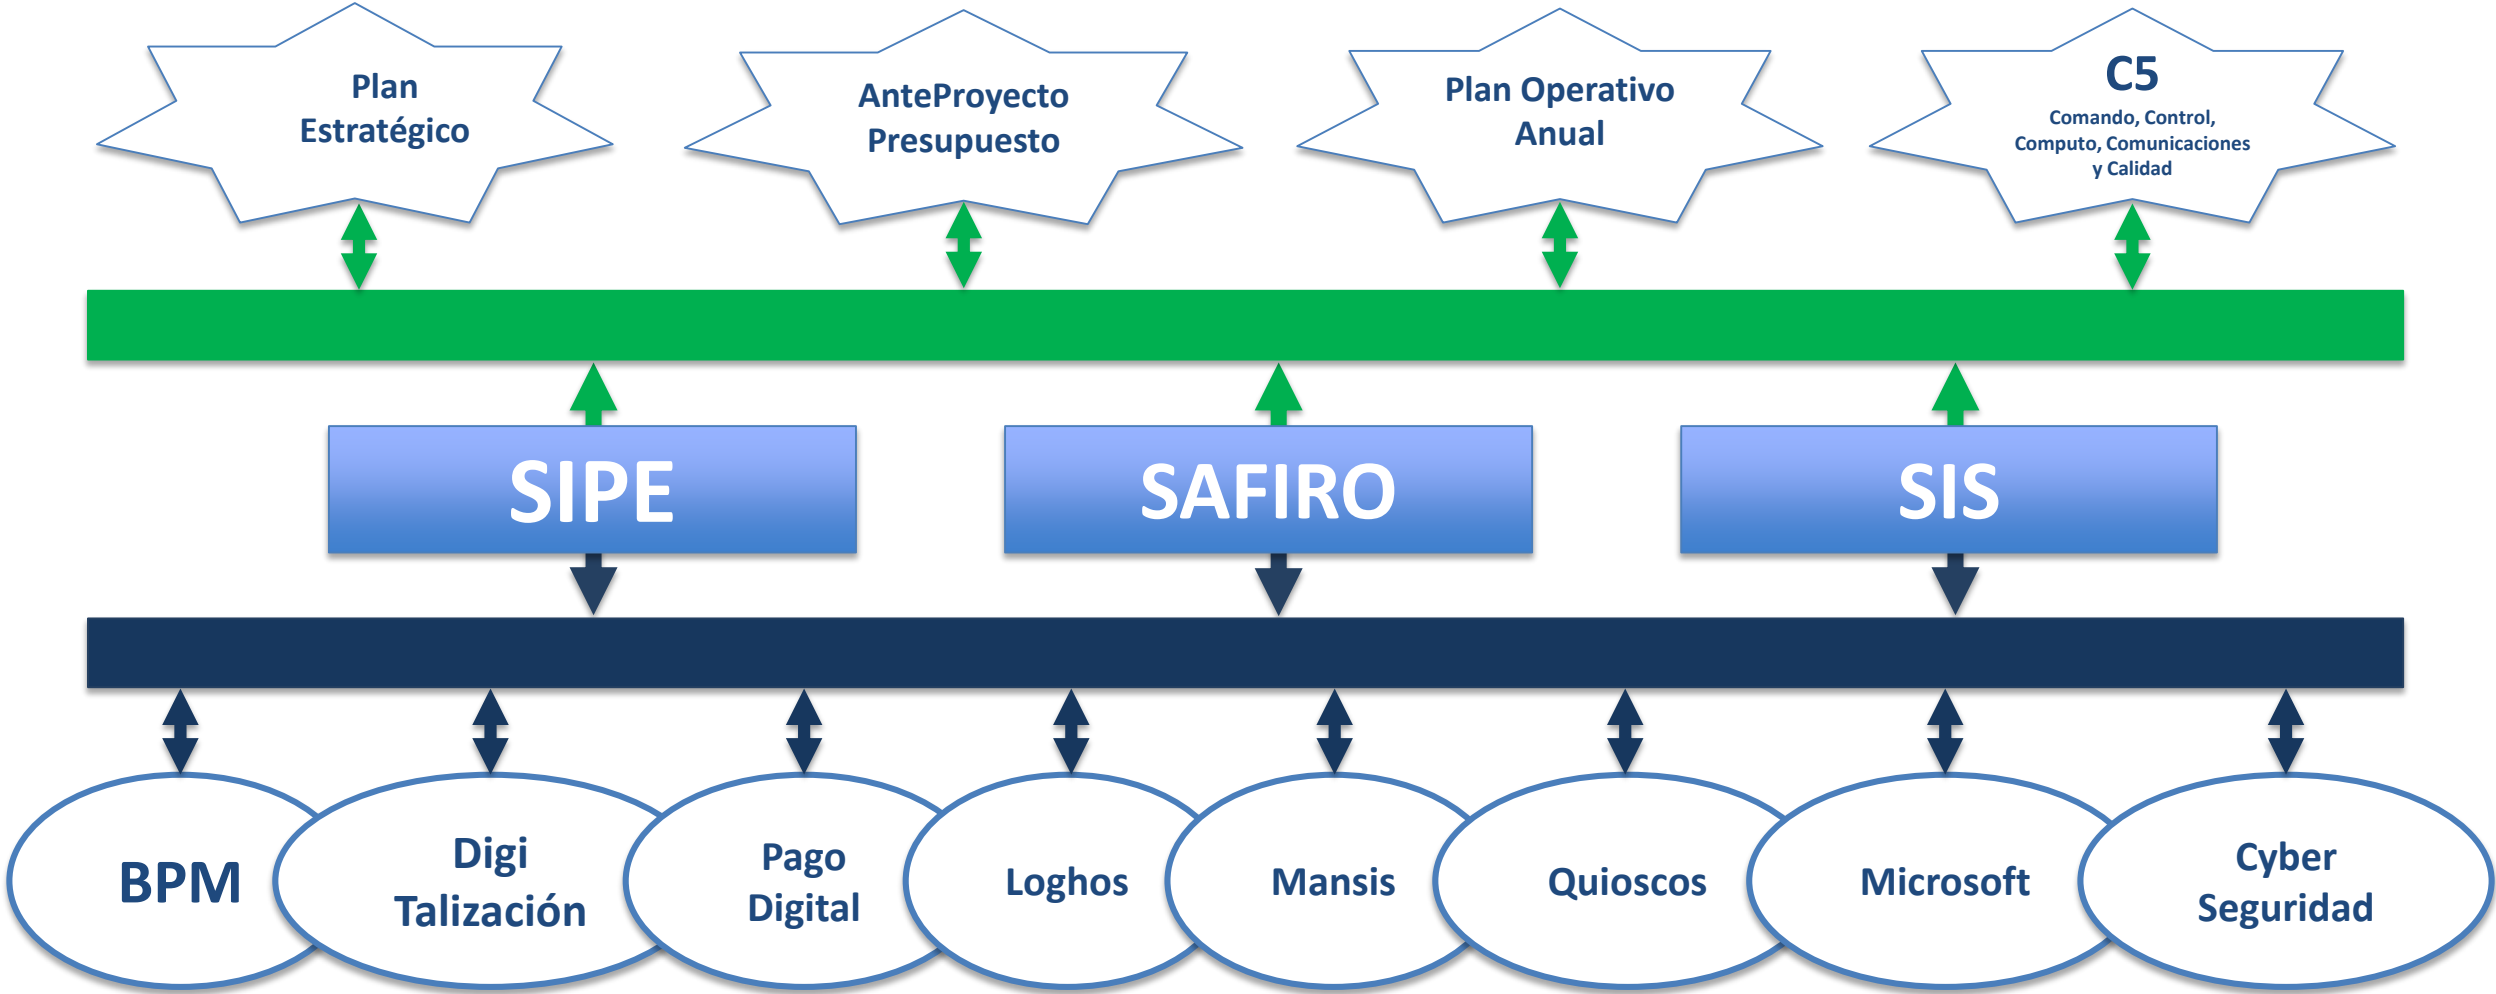 Plan
Estratégico
AnteProyecto
Presupuesto
Plan Operativo
Anual
C5
Comando, Control,
Computo, Comunicaciones
y Calidad
SIPE
SAFIRO
SIS
BPM
Digi
Talización
Pago
Digital
Loghos
Mansis
Quioscos
Microsoft
Cyber
Seguridad